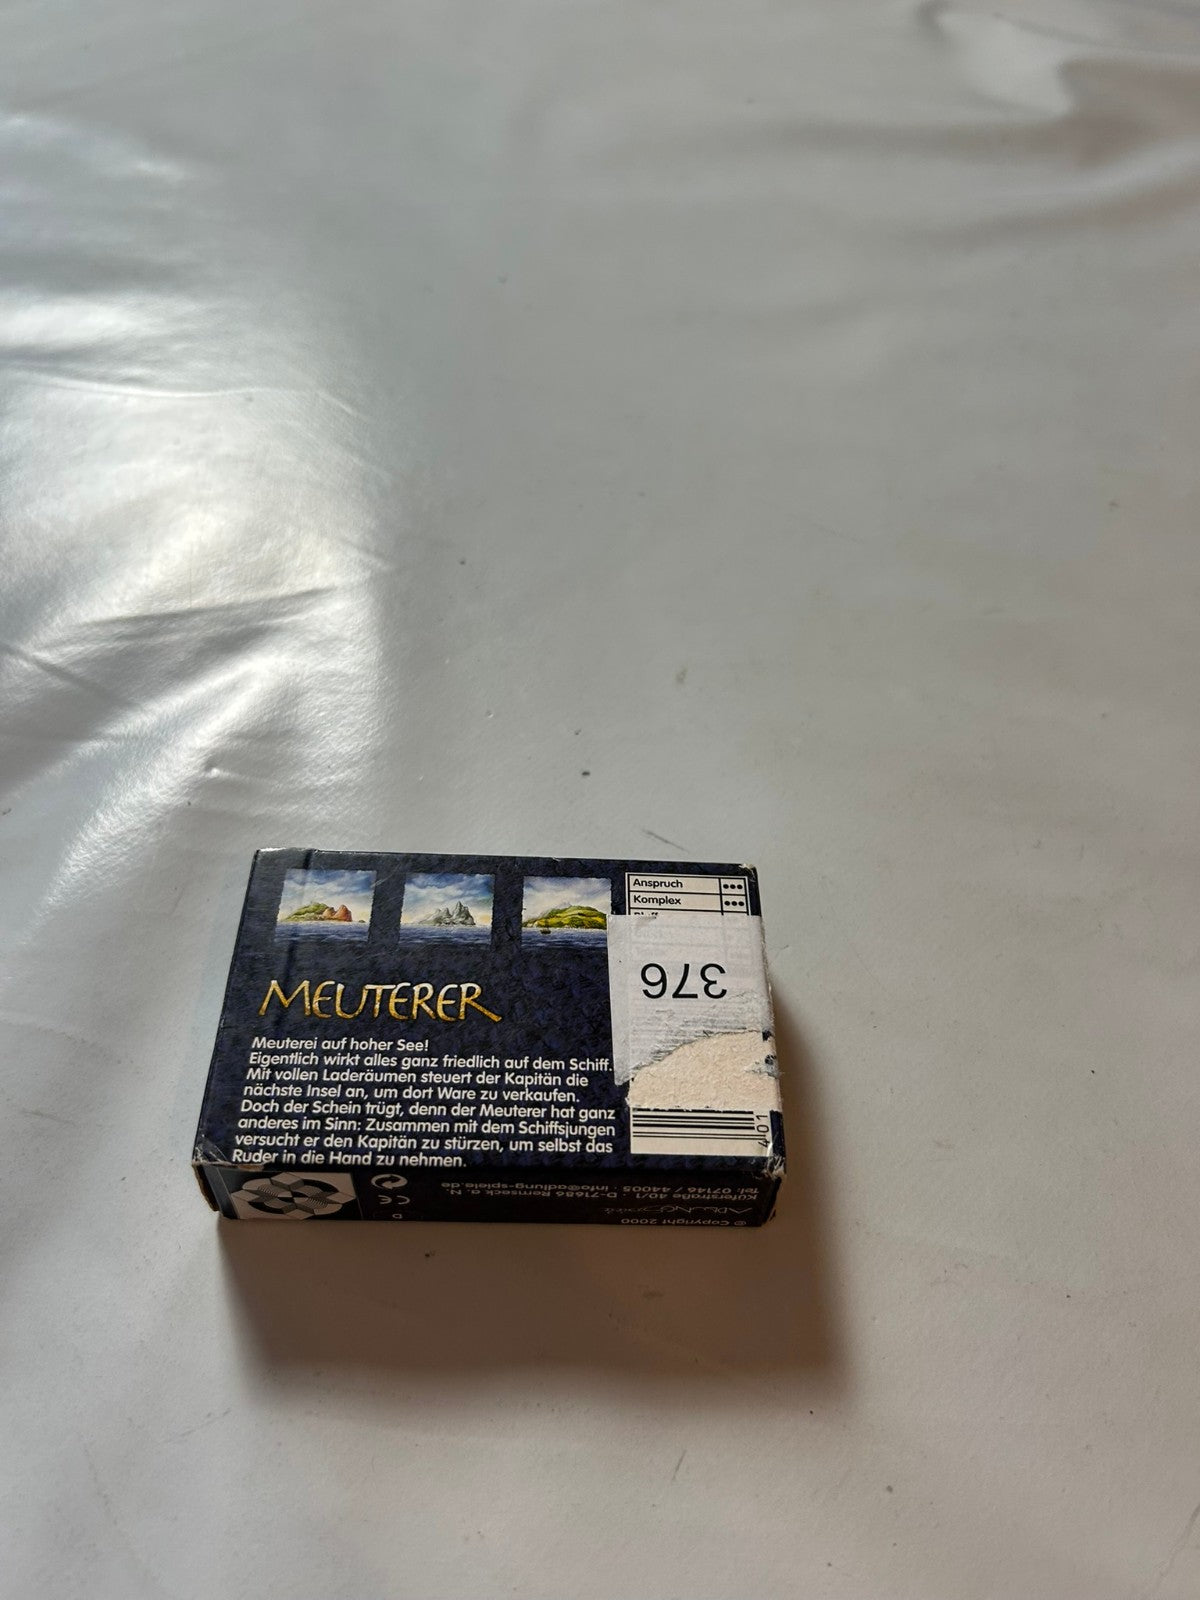 Anspruch
Komplex
376
MEUTERER
Meuterei auf hoher See!
Eigentlich wirkt alles ganz friedlich auf dem Schiff.
Mit vollen Laderäumen steuert der Kapitän die
nächste Insel an, um dort Ware zu verkaufen.
Doch der Schein trügt, denn der Meuterer hat ganz
anderes im Sinn: Zusammen mit dem Schiffsjungen
versucht er den Kapitän zu stürzen, um selbst das
Ruder in die Hand zu nehmen.
401
© Copyright 2000
ADLUNG Spiele
Küferstraße 40/1 · D-71686 Remseck a. N.
Tel. 07146 / 44005 · info@adlung-spiele.de
CE
D